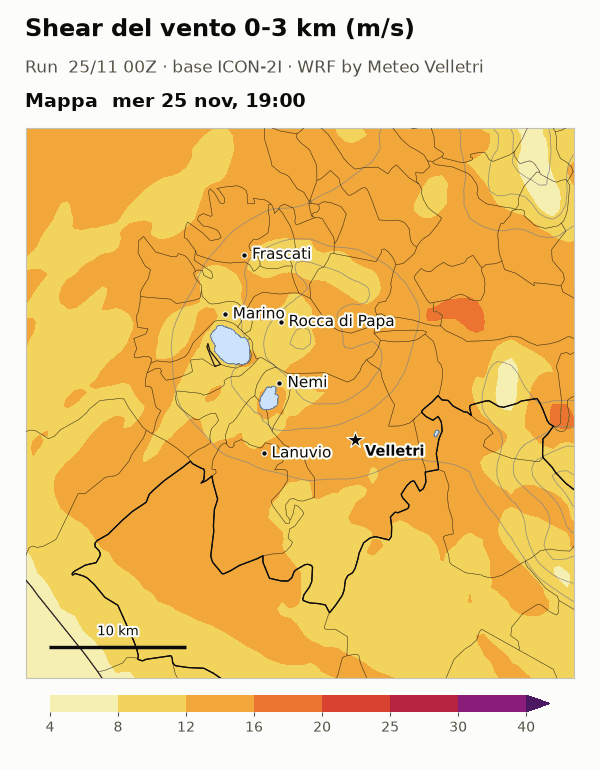 Shear del vento 0-3 km (m/s)
Run  25/11 00Z · base ICON-2I · WRF by Meteo Velletri
Mappa  mer 25 nov, 19:00
Frascati
Marino
Rocca di Papa
Nemi
Velletri
Lanuvio
10 km
4 8 12 16 20 25 30 40